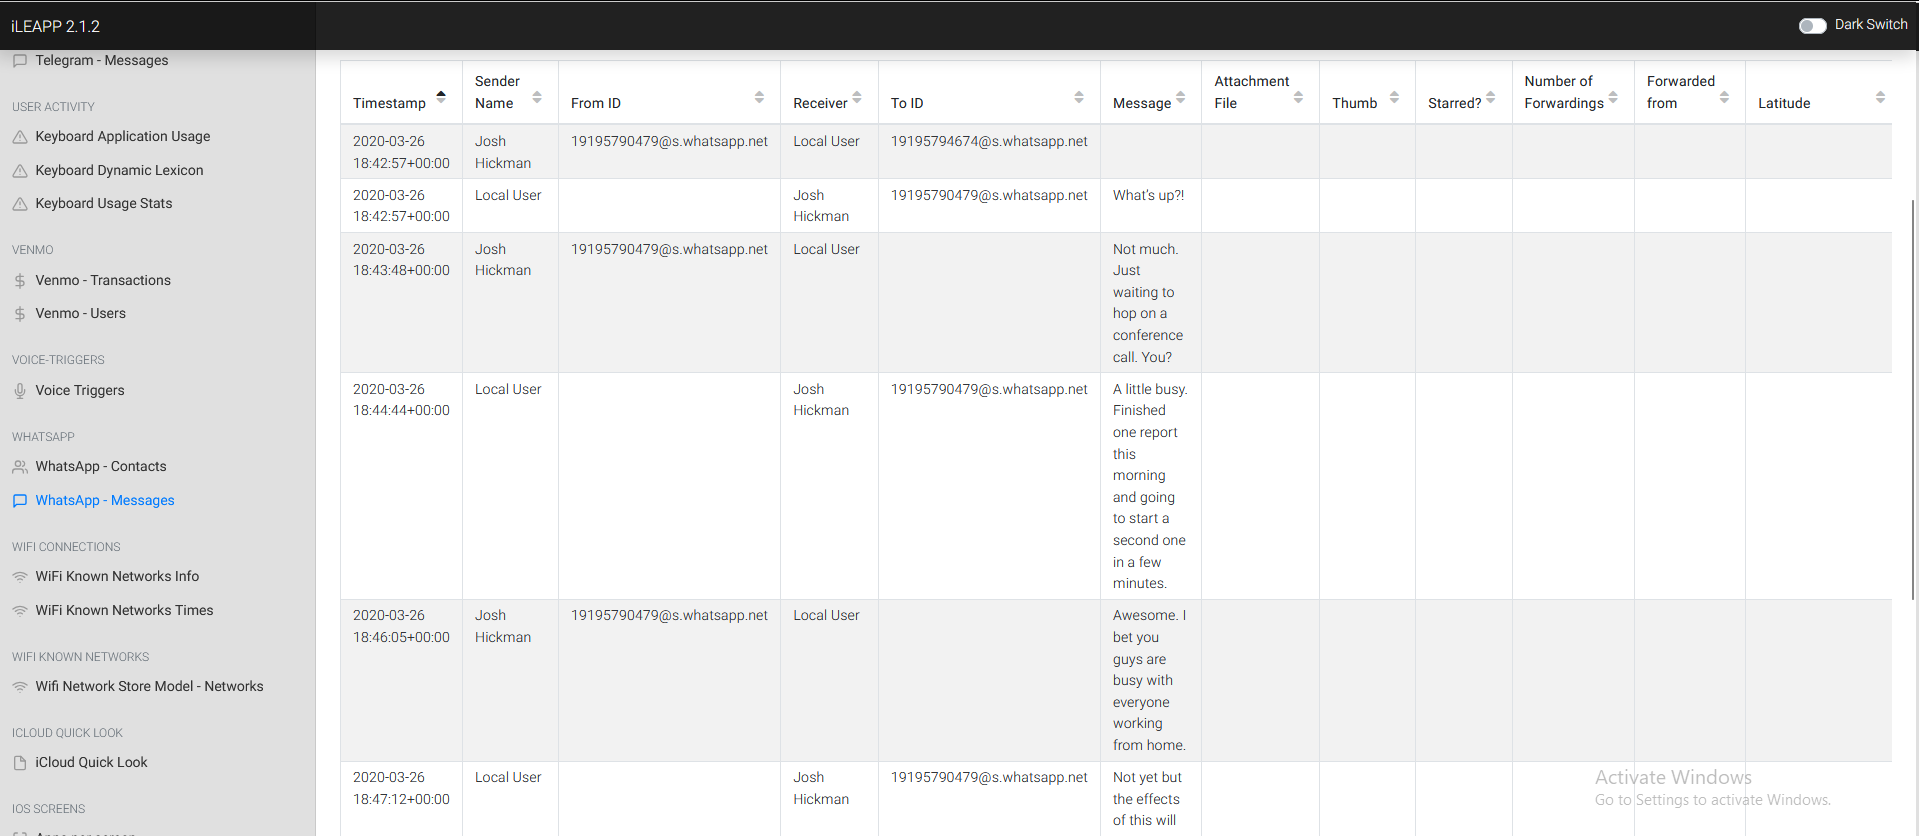 iLEAPP 2.1.2
Dark Switch
Telegram - Messages
USER ACTIVITY
Keyboard Application Usage
Keyboard Dynamic Lexicon
Keyboard Usage Stats
VENMO
Venmo - Transactions
Venmo - Users
VOICE-TRIGGERS
Voice Triggers
WHATSAPP
WhatsApp - Contacts
WhatsApp - Messages
WIFI CONNECTIONS
WiFi Known Networks Info
WiFi Known Networks Times
WIFI KNOWN NETWORKS
Wifi Network Store Model - Networks
ICLOUD QUICK LOOK
iCloud Quick Look
IOS SCREENS
Timestamp
Sender
Name
From ID
Receiver
To ID
Message
Attachment
File
Thumb
Starred?
Number of
Forwardings
Forwarded
from
Latitude
2020-03-26
18:42:57+00:00
Josh
Hickman
19195790479@s.whatsapp.net
Local User
19195794674@s.whatsapp.net
2020-03-26
18:42:57+00:00
Local User
Josh
Hickman
19195790479@s.whatsapp.net
What's up?!
2020-03-26
18:43:48+00:00
Josh
Hickman
19195790479@s.whatsapp.net
Local User
Not much.
Just
waiting to
hop on a
conference
call. You?
2020-03-26
18:44:44+00:00
Local User
Josh
Hickman
19195790479@s.whatsapp.net
A little busy.
Finished
one report
this
morning
and going
to start a
second one
in a few
minutes.
2020-03-26
18:46:05+00:00
Josh
Hickman
19195790479@s.whatsapp.net
Local User
Awesome. I
bet you
guys are
busy with
everyone
working
from home.
2020-03-26
18:47:12+00:00
Local User
Josh
Hickman
19195790479@s.whatsapp.net
Not yet but
the effects
of this will
Activate Windows
Go to Settings to activate Windows.